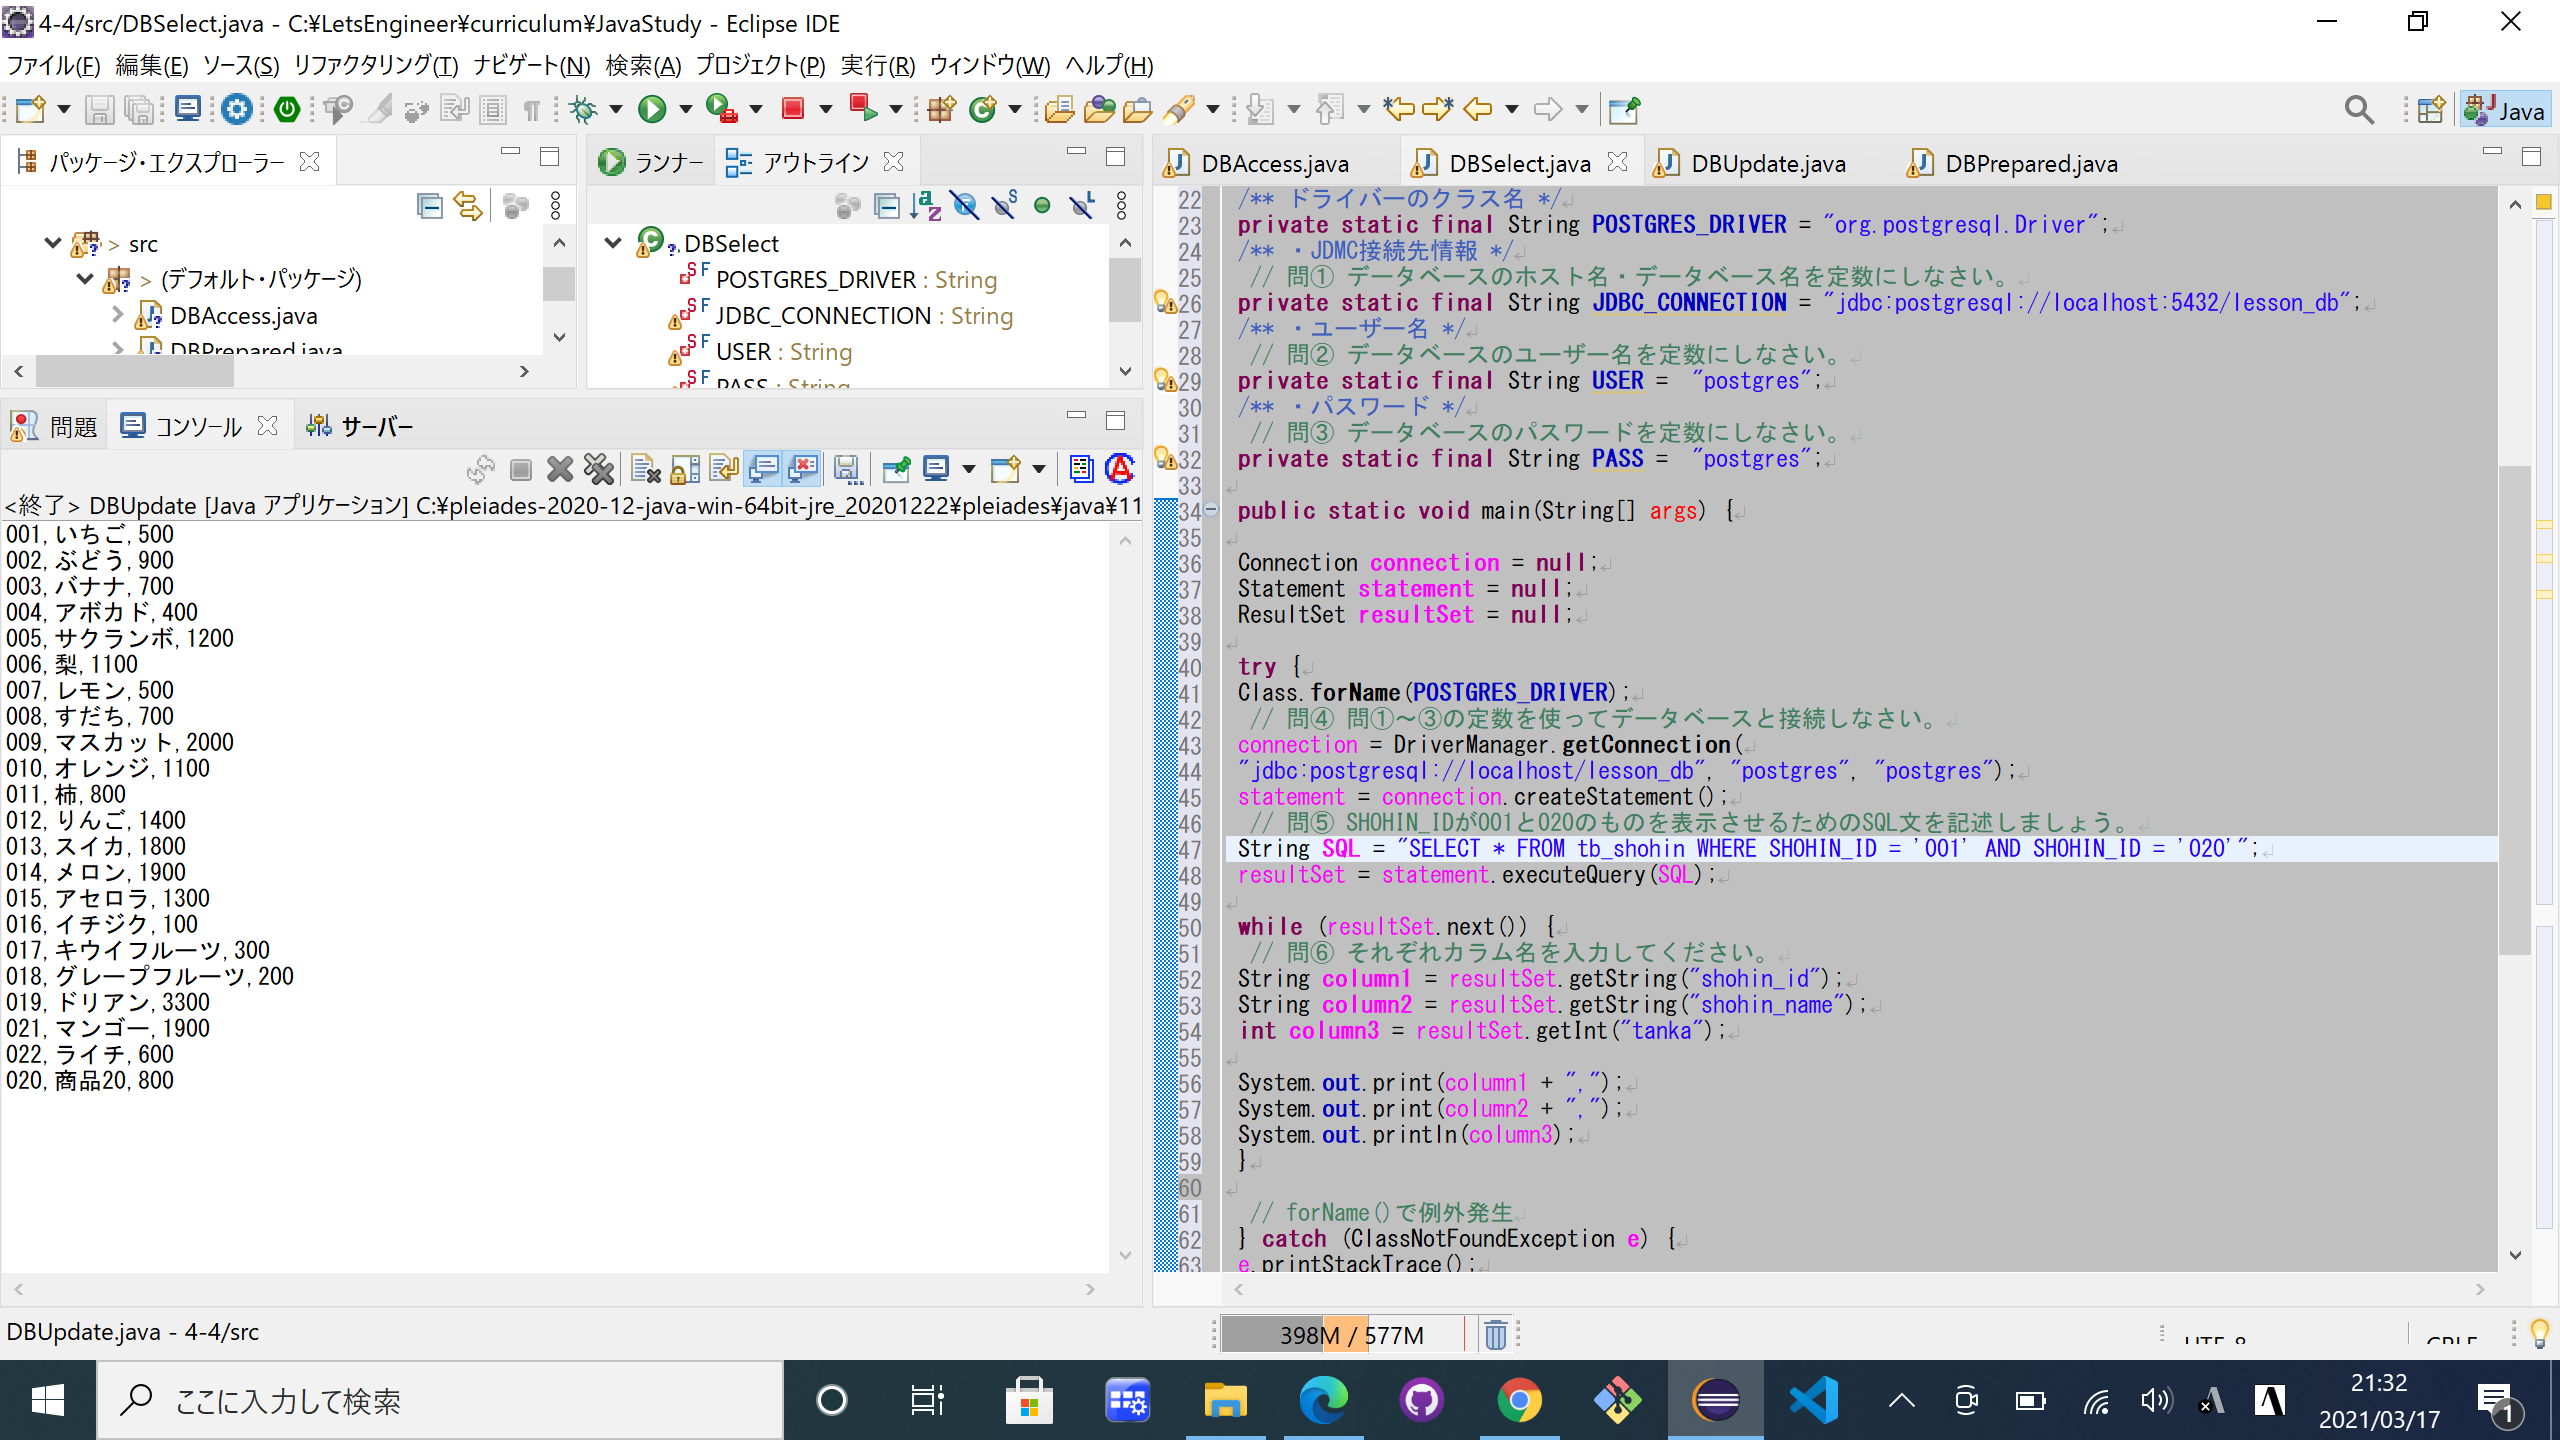 4-4/src/DBSelect.java - C:¥LetsEngineer¥curriculum¥JavaStudy - Eclipse IDE
ファイル(F) 編集(E) ソース(S) リファクタリング(T) ナビゲート(N) 検索(A) プロジェクト(P) 実行(R) ウィンドウ(W) ヘルプ(H)
Java
パッケージ・エクスプローラー
> src
> (デフォルト・パッケージ)
DBAccess.java
DBPrepared.java
ランナー アウトライン
DBSelect
POSTGRES_DRIVER : String
JDBC_CONNECTION : String
USER : String
PASS : String
問題 コンソール サーバー
<終了> DBUpdate [Java アプリケーション] C:¥pleiades-2020-12-java-win-64bit-jre_20201222¥pleiades¥java¥11
001,いちご,500
002,ぶどう,900
003,バナナ,700
004,アボカド,400
005,サクランボ,1200
006,梨,1100
007,レモン,500
008,すだち,700
009,マスカット,2000
010,オレンジ,1100
011,柿,800
012,りんご,1400
013,スイカ,1800
014,メロン,1900
015,アセロラ,1300
016,イチジク,100
017,キウイフルーツ,300
018,グレープフルーツ,200
019,ドリアン,3300
021,マンゴー,1900
022,ライチ,600
020,商品20,800
DBAccess.java DBSelect.java DBUpdate.java DBPrepared.java
22 /** ドライバーのクラス名 */
23 private static final String POSTGRES_DRIVER = "org.postgresql.Driver";
24 /** ・JDMC接続先情報 */
25 // 問① データベースのホスト名・データベース名を定数にしなさい。
26 private static final String JDBC_CONNECTION = "jdbc:postgresql://localhost:5432/lesson_db";
27 /** ・ユーザー名 */
28 // 問② データベースのユーザー名を定数にしなさい。
29 private static final String USER =  "postgres";
30 /** ・パスワード */
31 // 問③ データベースのパスワードを定数にしなさい。
32 private static final String PASS =  "postgres";
33
34 public static void main(String[] args) {
35
36 Connection connection = null;
37 Statement statement = null;
38 ResultSet resultSet = null;
39
40 try {
41 Class.forName(POSTGRES_DRIVER);
42 // 問④ 問①～③の定数を使ってデータベースと接続しなさい。
43 connection = DriverManager.getConnection(
44 "jdbc:postgresql://localhost/lesson_db", "postgres", "postgres");
45 statement = connection.createStatement();
46 // 問⑤ SHOHIN_IDが001と020のものを表示させるためのSQL文を記述しましょう。
47 String SQL = "SELECT * FROM tb_shohin WHERE SHOHIN_ID = '001' AND SHOHIN_ID = '020'";
48 resultSet = statement.executeQuery(SQL);
49
50 while (resultSet.next()) {
51 // 問⑥ それぞれカラム名を入力してください。
52 String column1 = resultSet.getString("shohin_id");
53 String column2 = resultSet.getString("shohin_name");
54 int column3 = resultSet.getInt("tanka");
55
56 System.out.print(column1 + ",");
57 System.out.print(column2 + ",");
58 System.out.println(column3);
59 }
60
61 // forName()で例外発生
62 } catch (ClassNotFoundException e) {
63 e.printStackTrace();
DBUpdate.java - 4-4/src
398M / 577M
UTF-8
CRLF
ここに入力して検索
21:32
2021/03/17
1